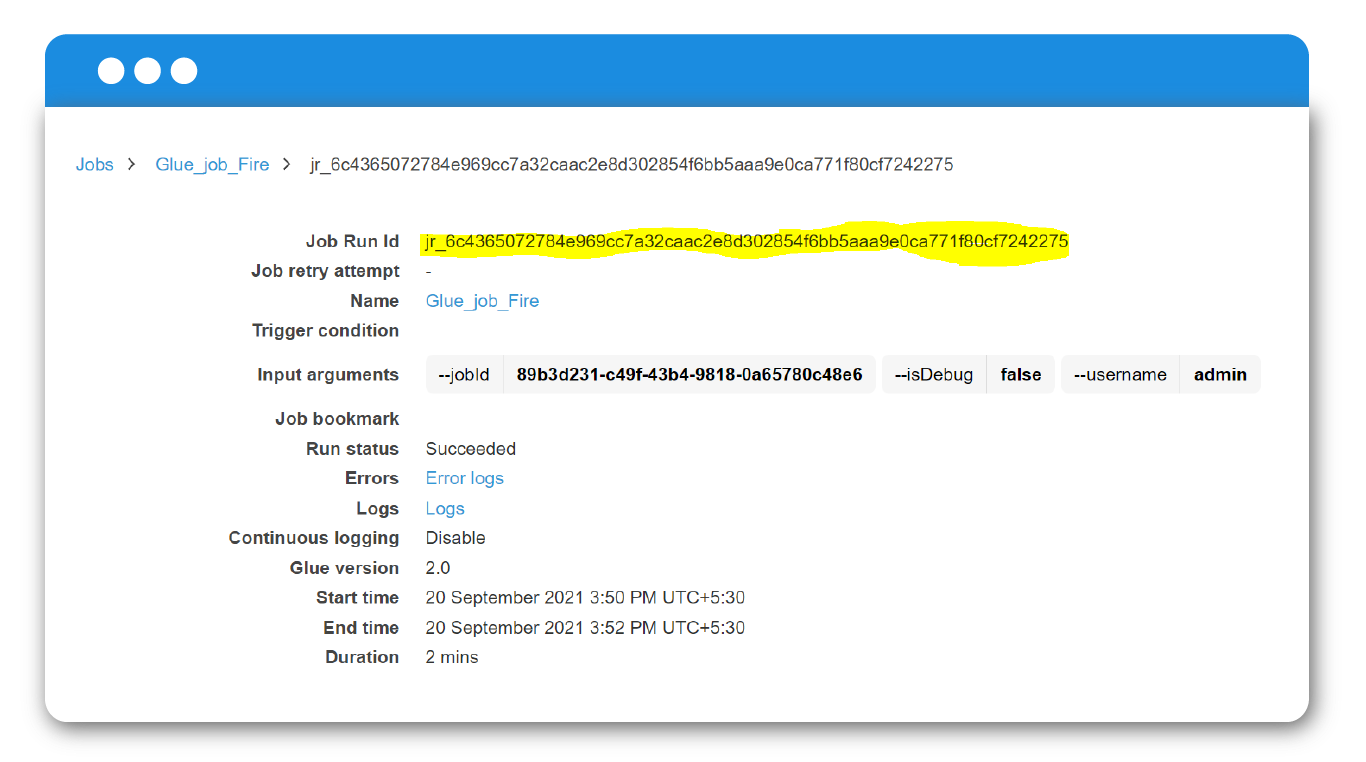 Jobs > Glue_job_Fire > jr_6c4365072784e969cc7a32caac2e8d302854f6bb5aaa9e0ca771f80cf7242275
Job Run Id jr_6c4365072784e969cc7a32caac2e8d302854f6bb5aaa9e0ca771f80cf7242275
Job retry attempt -
Name Glue_job_Fire
Trigger condition
Input arguments --jobId 89b3d231-c49f-43b4-9818-0a65780c48e6 --isDebug false --username admin
Job bookmark
Run status Succeeded
Errors Error logs
Logs Logs
Continuous logging Disable
Glue version 2.0
Start time 20 September 2021 3:50 PM UTC+5:30
End time 20 September 2021 3:52 PM UTC+5:30
Duration 2 mins